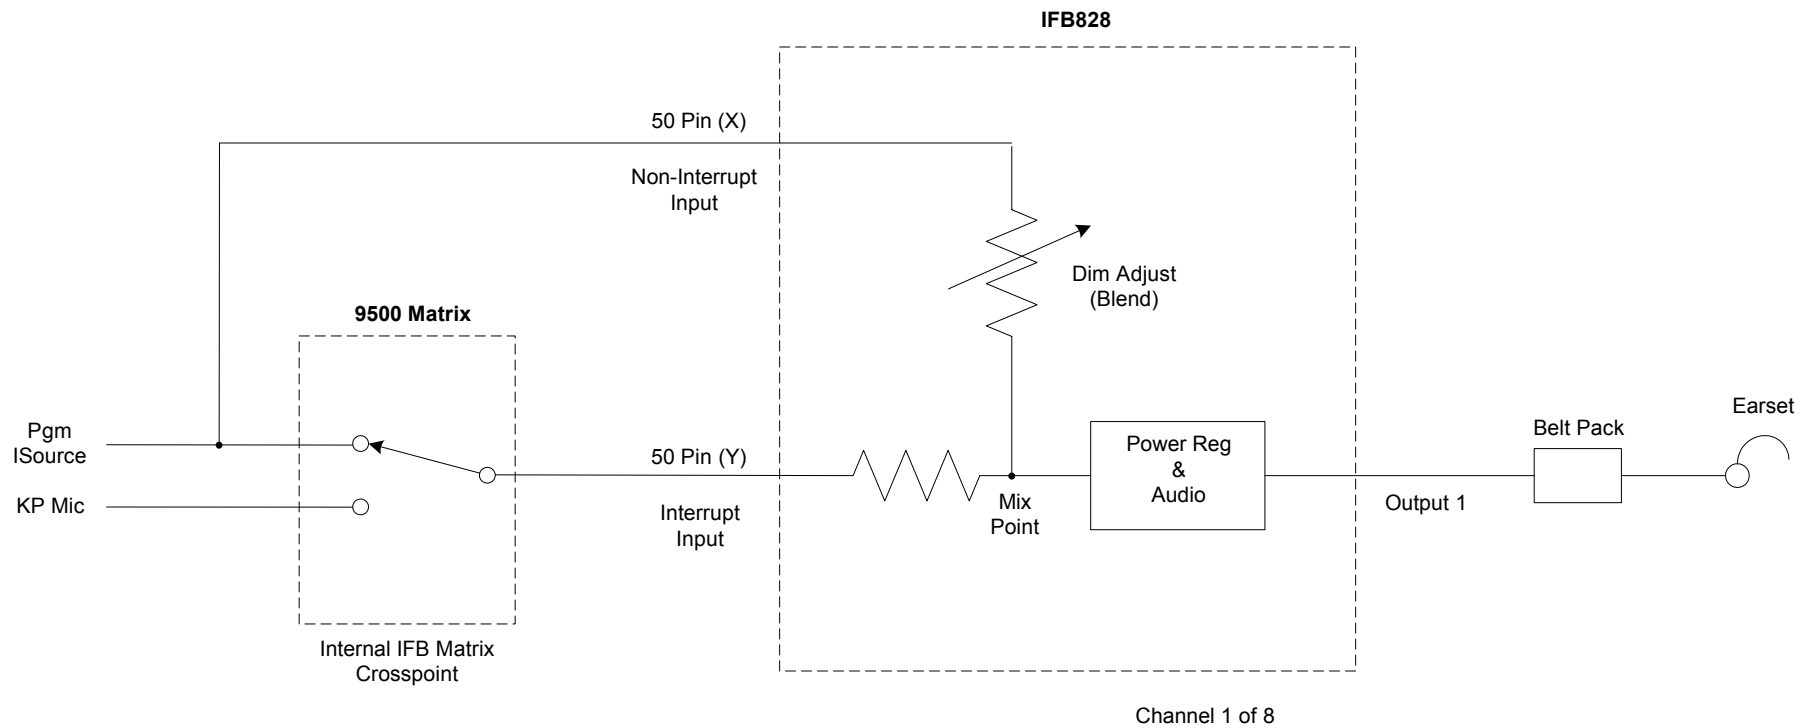 IFB828
50 Pin (X)
Non-Interrupt
Input
Dim Adjust
(Blend)
9500 Matrix
Pgm
ISource
KP Mic
50 Pin (Y)
Interrupt
Input
Mix
Point
Power Reg
&
Audio
Output 1
Belt Pack
Earset
Internal IFB Matrix
Crosspoint
Channel 1 of 8